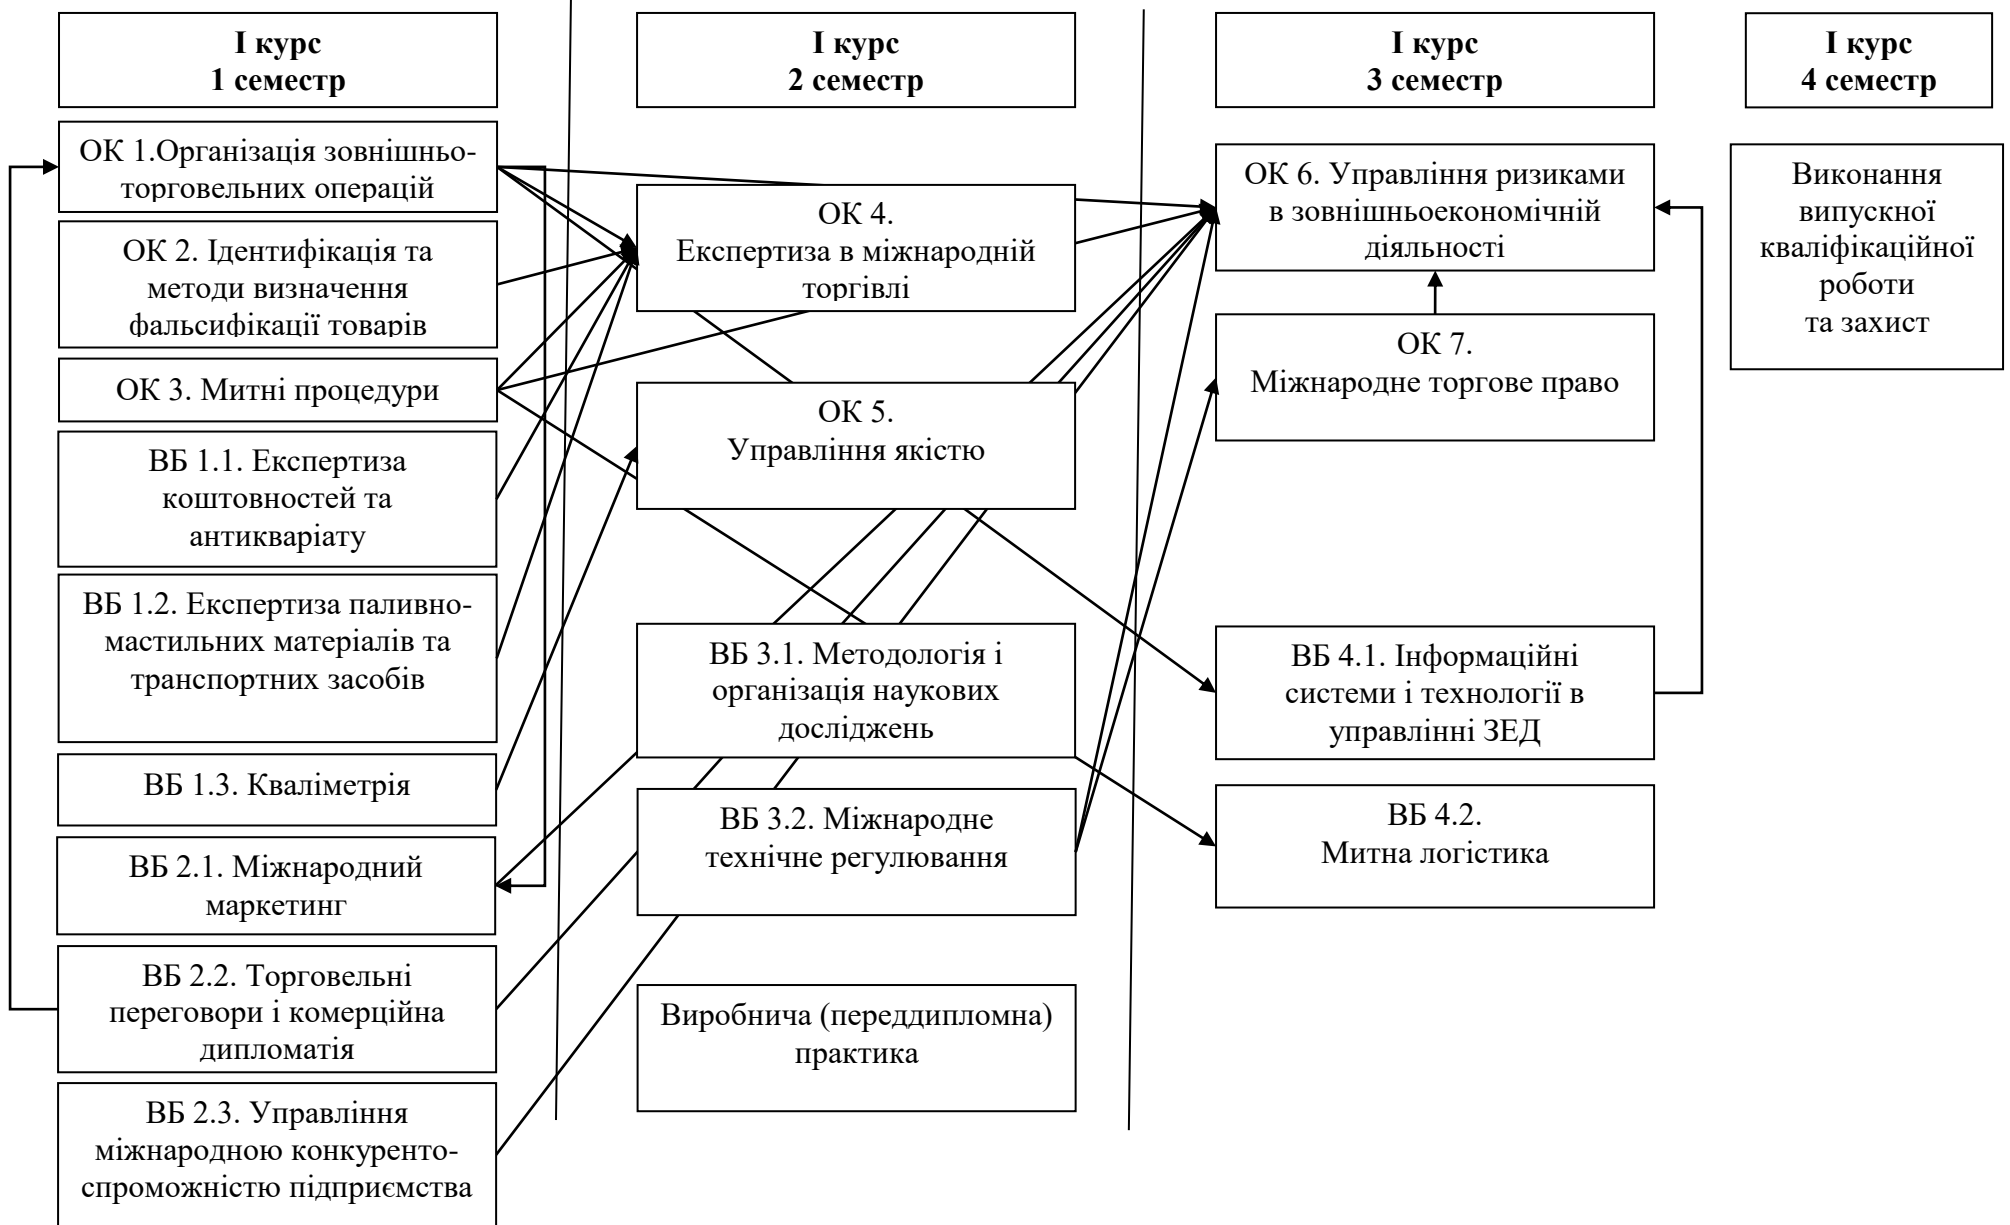 І курс
1 семестр
ОК 1.Організація зовнішньо-
торговельних операцій
ОК 2. Ідентифікація та
методи визначення
фальсифікації товарів
ОК 3. Митні процедури
ВБ 1.1. Експертиза
коштовностей та
антикваріату
ВБ 1.2. Експертиза паливно-
мастильних матеріалів та
транспортних засобів
ВБ 1.3. Кваліметрія
ВБ 2.1. Міжнародний
маркетинг
ВБ 2.2. Торговельні
переговори і комерційна
дипломатія
ВБ 2.3. Управління
міжнародною конкуренто-
спроможністю підприємства
І курс
2 семестр
ОК 4.
Експертиза в міжнародній
торгівлі
ОК 5.
Управління якістю
ВБ 3.1. Методологія і
організація наукових
досліджень
ВБ 3.2. Міжнародне
технічне регулювання
Виробнича (переддипломна)
практика
І курс
3 семестр
ОК 6. Управління ризиками
в зовнішньоекономічній
діяльності
ОК 7.
Міжнародне торгове право
ВБ 4.1. Інформаційні
системи і технології в
управлінні ЗЕД
ВБ 4.2.
Митна логістика
І курс
4 семестр
Виконання
випускної
кваліфікаційної
роботи
та захист